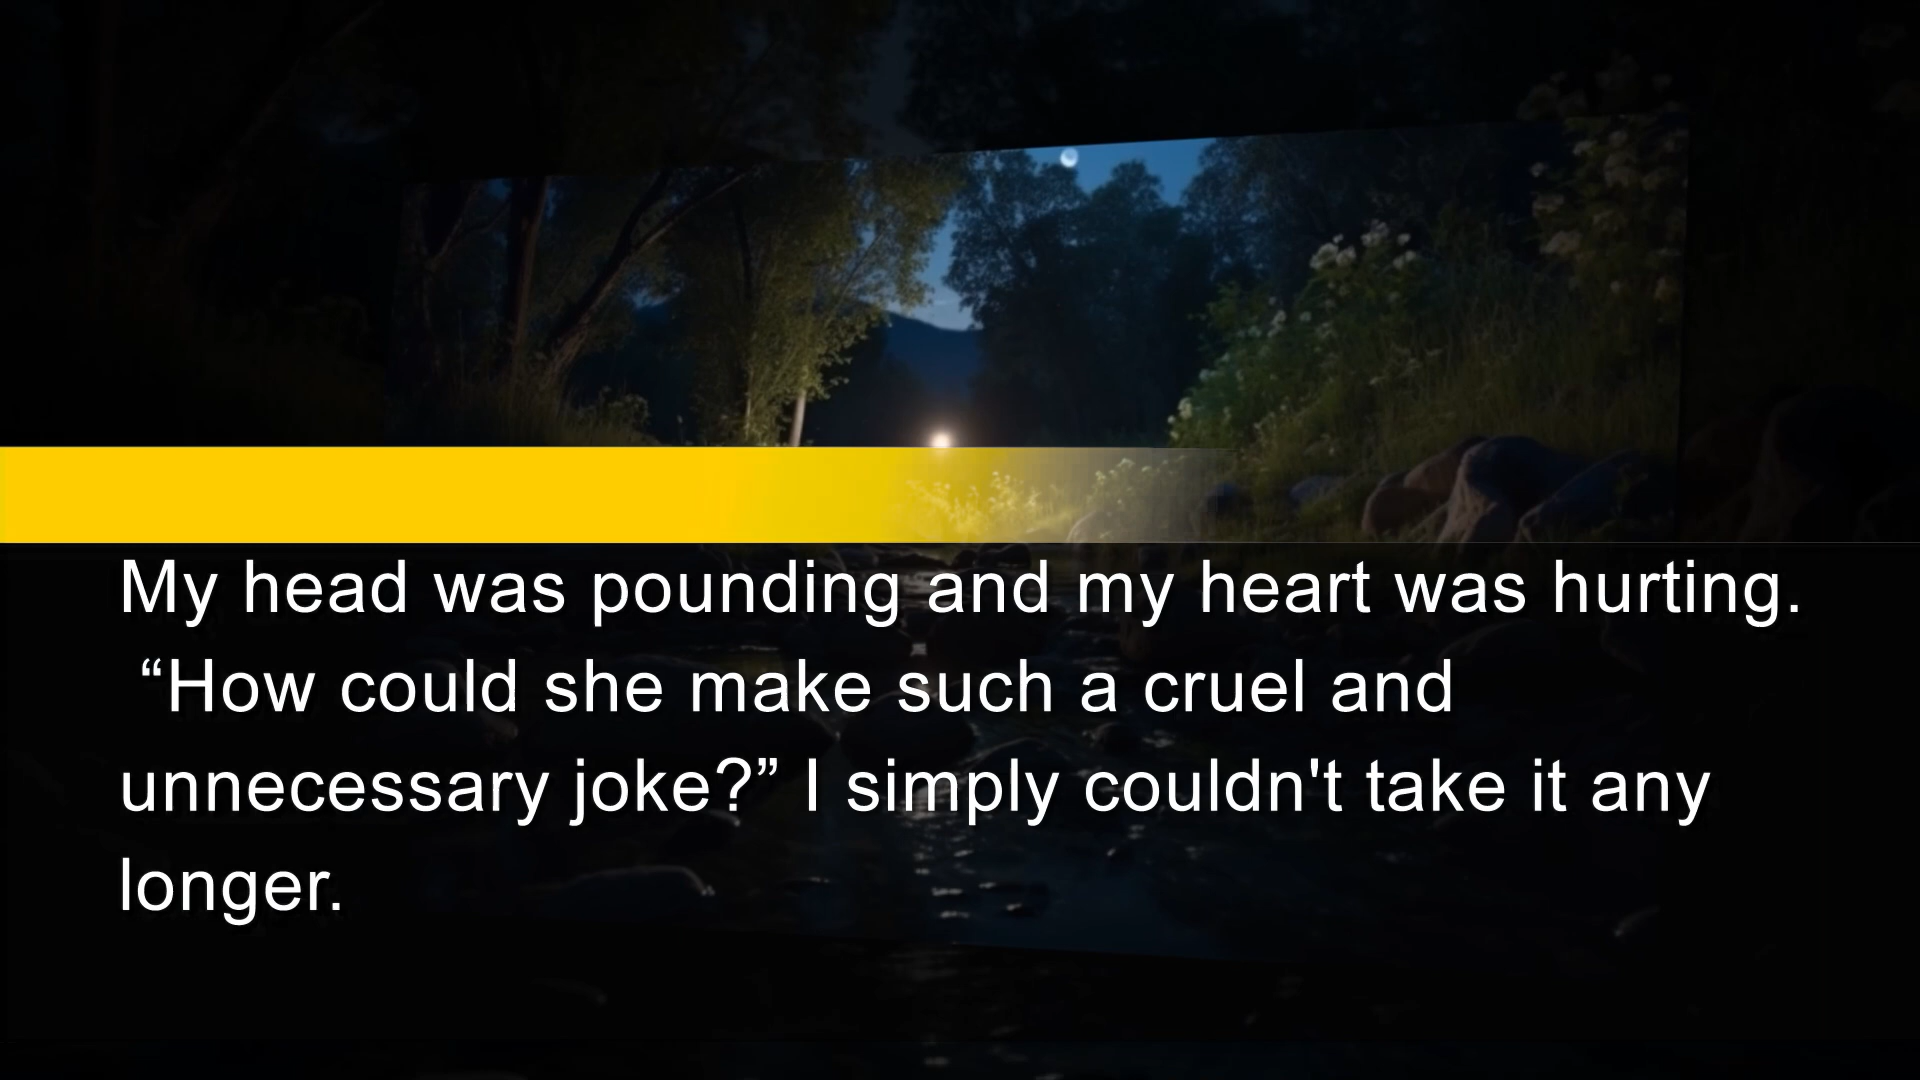 My head was pounding and my heart was hurting.
“How could she make such a cruel and
unnecessary joke?” I simply couldn't take it any
longer.